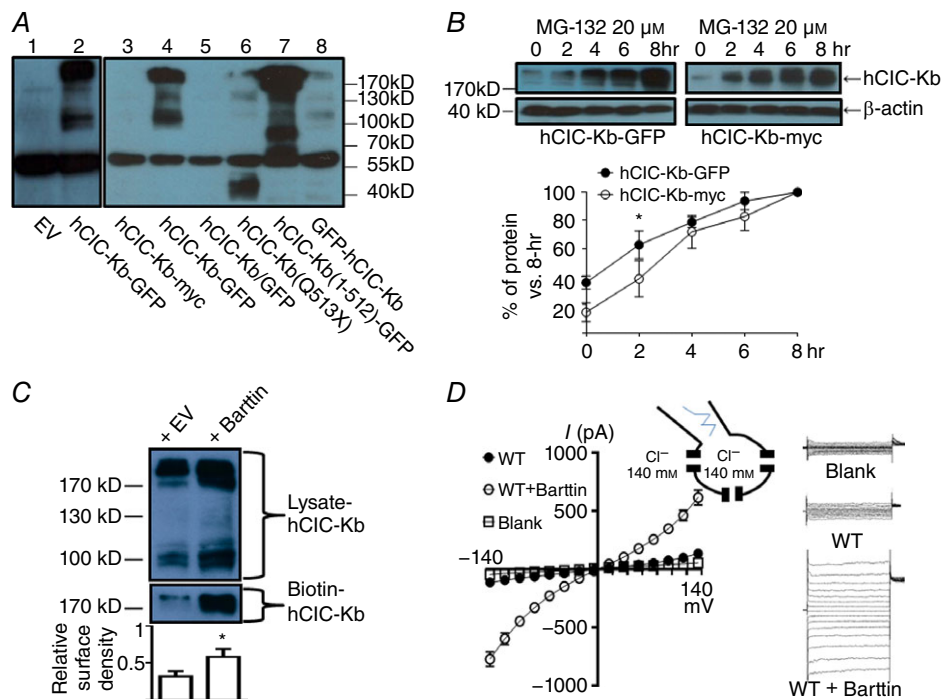 A
1 2 3 4 5 6 7 8
170kD
130kD
100kD
70kD
55kD
40kD
EV
hClC-Kb-GFP
hClC-Kb-myc
hClC-Kb-GFP
hClC-Kb/GFP
hClC-Kb(Q513X)
hClC-Kb(1-512)-GFP
GFP-hClC-Kb
B
MG-132 20 µM MG-132 20 µM
0 2 4 6 8hr 0 2 4 6 8hr
←hClC-Kb
170kD
40 kD
←β-actin
hClC-Kb-GFP hClC-Kb-myc
hClC-Kb-GFP
hClC-Kb-myc
% of protein
vs. 8-hr
100
80
60
40
20
*
0 2 4 6 8 hr
C
+ EV
+ Barttin
170 kD
130 kD
100 kD
Lysate-
hClC-Kb
170 kD
Biotin-
hClC-Kb
Relative
surface
density
1
0.5
*
D
I (pA)
WT
WT+Barttin
Blank
1000
500
−500
−1000
−140
140
mV
Cl⁻
140 mM
Cl⁻
140 mM
Blank
WT
WT + Barttin